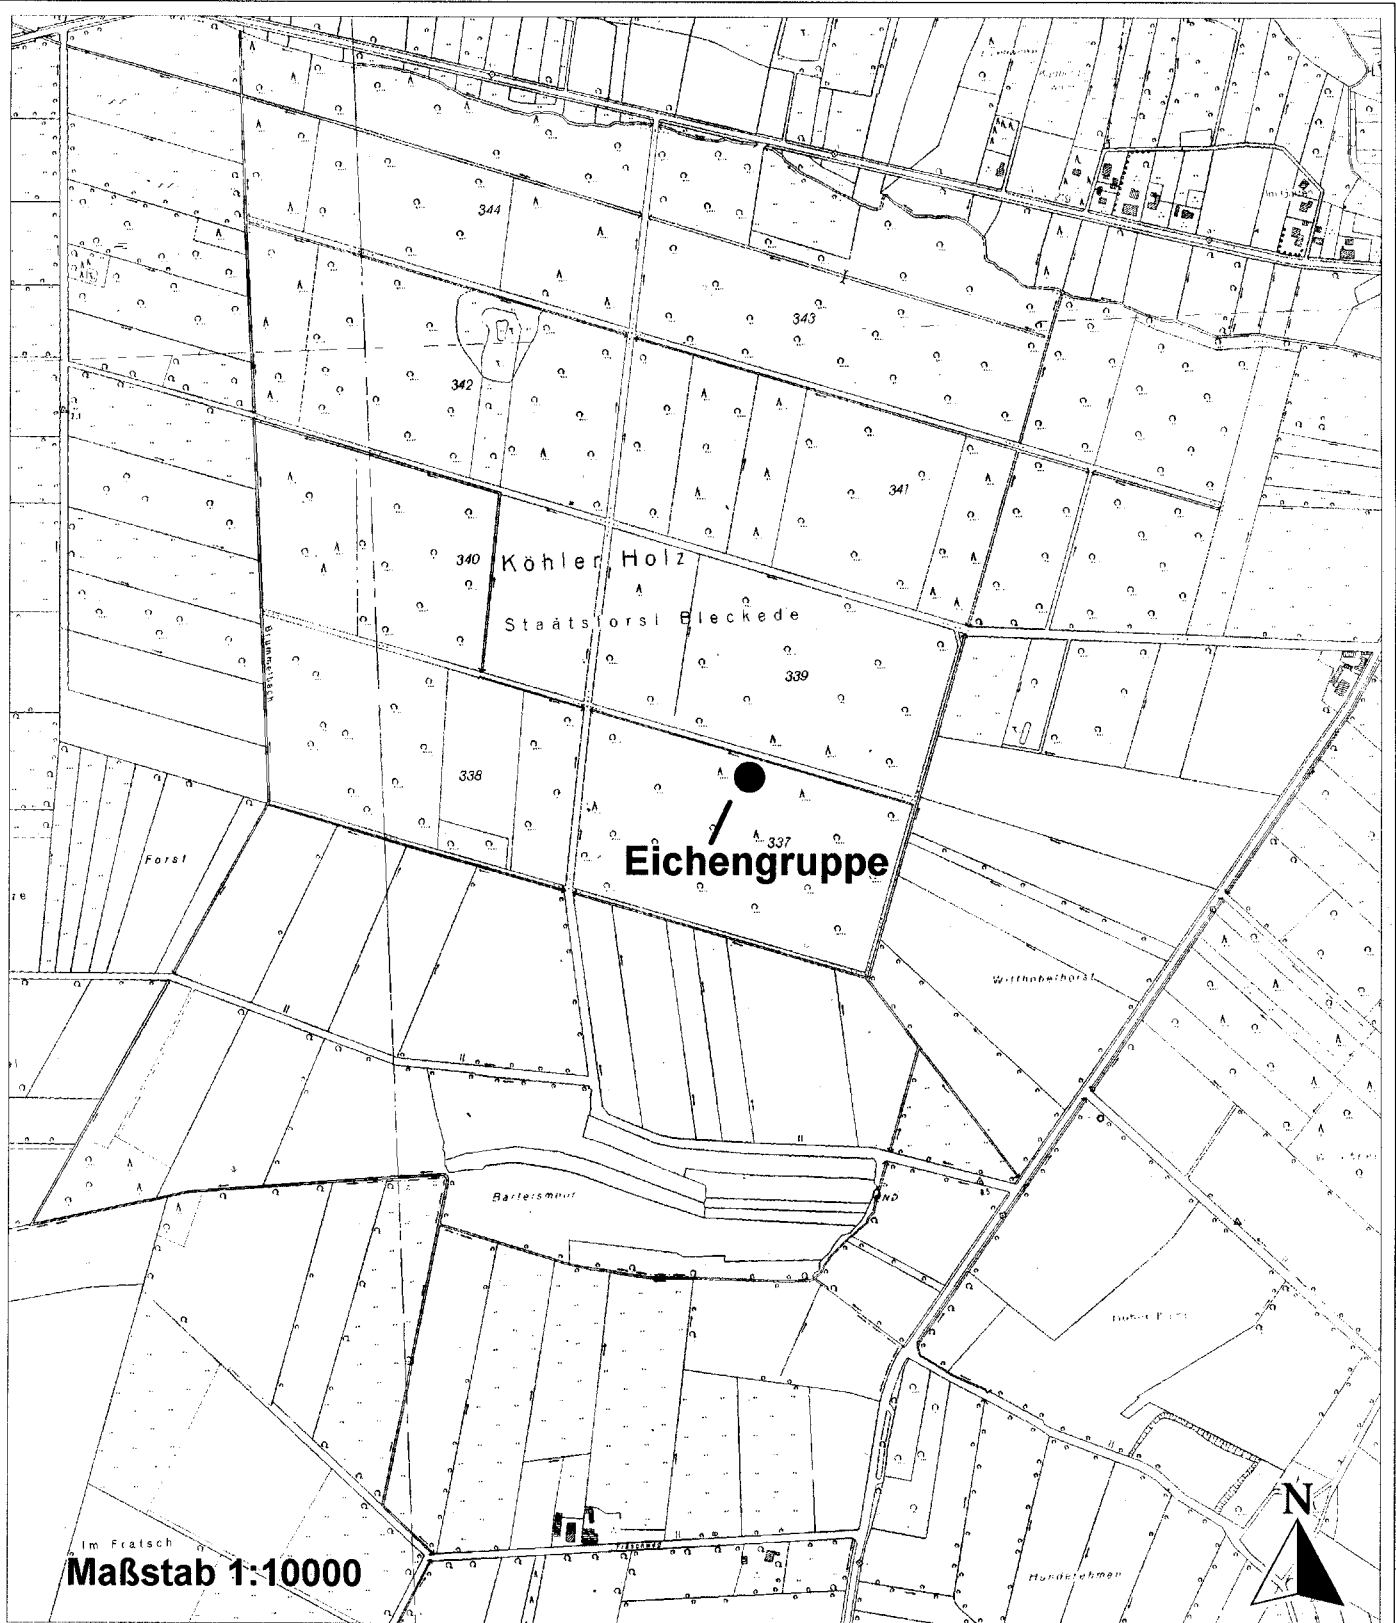 344
343
342
341
340
Köhler Holz
Staatsforst Bleckede
339
338
337
Eichengruppe
Forst
Bartelsmoor
ND
Im Fratsch
Maßstab 1:10000
N